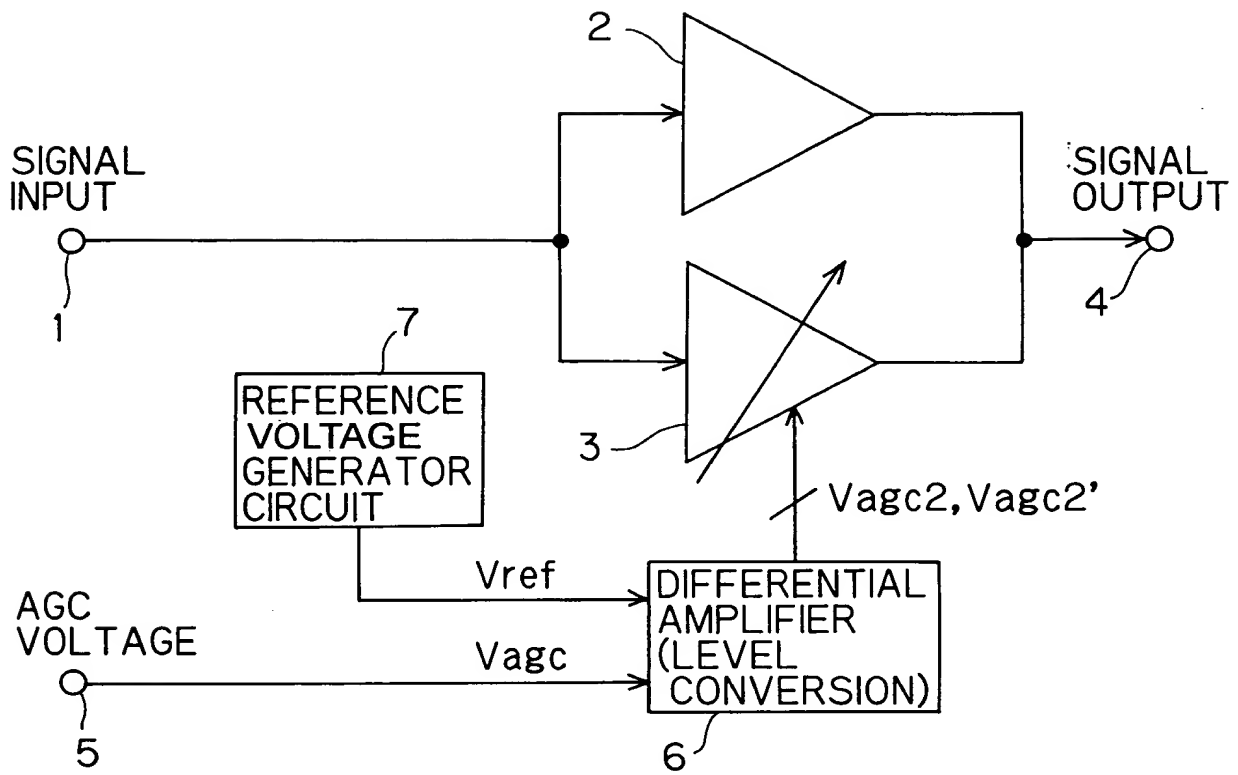 2
SIGNAL
INPUT
1
SIGNAL
OUTPUT
4
7
REFERENCE
VOLTAGE
GENERATOR
CIRCUIT
3
Vagc2, Vagc2'
Vref
AGC
VOLTAGE
Vagc
5
DIFFERENTIAL
AMPLIFIER
(LEVEL
CONVERSION)
6